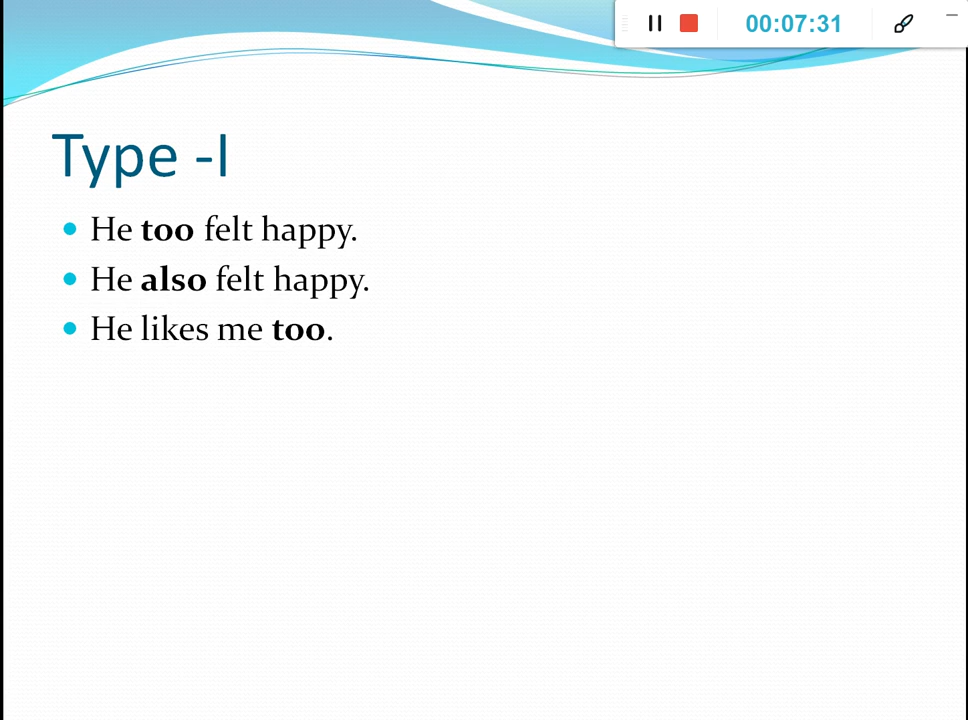 00:07:31
Type -I
He too felt happy.
He also felt happy.
He likes me too.